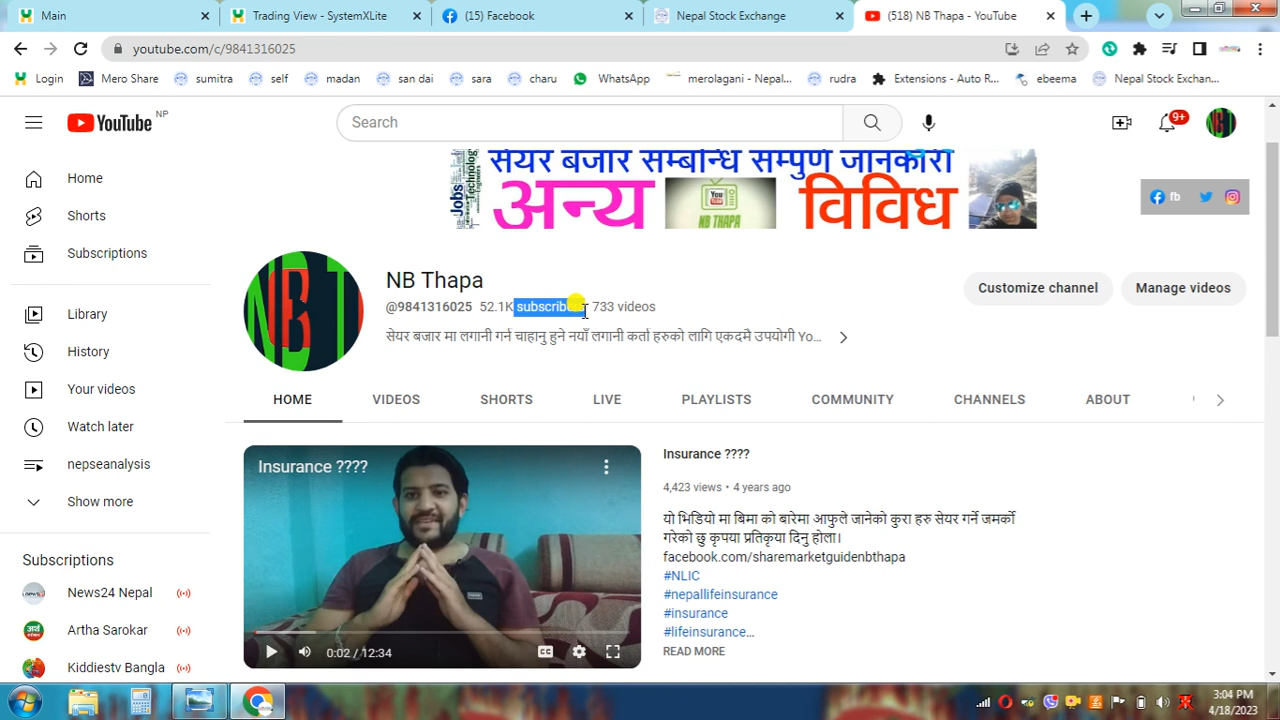 Main
Trading View - SystemXLite
(15) Facebook
Nepal Stock Exchange
(518) NB Thapa - YouTube
youtube.com/c/9841316025
Login
Mero Share
sumitra
self
madan
san dai
sara
charu
WhatsApp
merolagani - Nepal...
rudra
Extensions - Auto R...
ebeema
Nepal Stock Exchan...
YouTube NP
Search
9+
Home
Shorts
Subscriptions
Library
History
Your videos
Watch later
nepseanalysis
Show more
Subscriptions
News24 Nepal
Artha Sarokar
Kiddiestv Bangla
सेयर बजार सम्बन्धि सम्पुर्ण जानकारी
Jobs Technolog
अन्य
You Tube
NB THAPA
विविध
fb
NB T
NB Thapa
@9841316025 52.1K 733 videos
सेयर बजार मा लगानी गर्न चाहानु हुने नयाँ लगानी कर्ता हरुको लागि एकदमै उपयोगी Yo...
Customize channel
Manage videos
HOME
VIDEOS
SHORTS
LIVE
PLAYLISTS
COMMUNITY
CHANNELS
ABOUT
Insurance ????
0:02 / 12:34
Insurance ????
4,423 views • 4 years ago
यो भिडियो मा बिमा को बारेमा आफुले जानेको कुरा हरु सेयर गर्ने जमर्को
गरेको छु कृपया प्रतिकृया दिनु होला।
facebook.com/sharemarketguidenbthapa
#NLIC
#nepallifeinsurance
#insurance
#lifeinsurance...
READ MORE
3:04 PM
4/18/2023